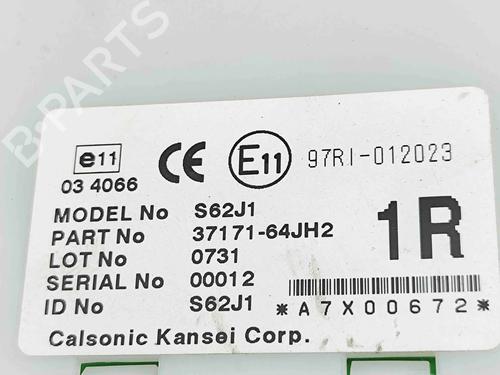 B-PARTS
e11
03 4066
CE
E11
97RI-012023
MODEL No S62J1
PART No 37171-64JH2
LOT No 0731
SERIAL No 00012
ID No S62J1
1R
*A7X00672*
Calsonic Kansei Corp.